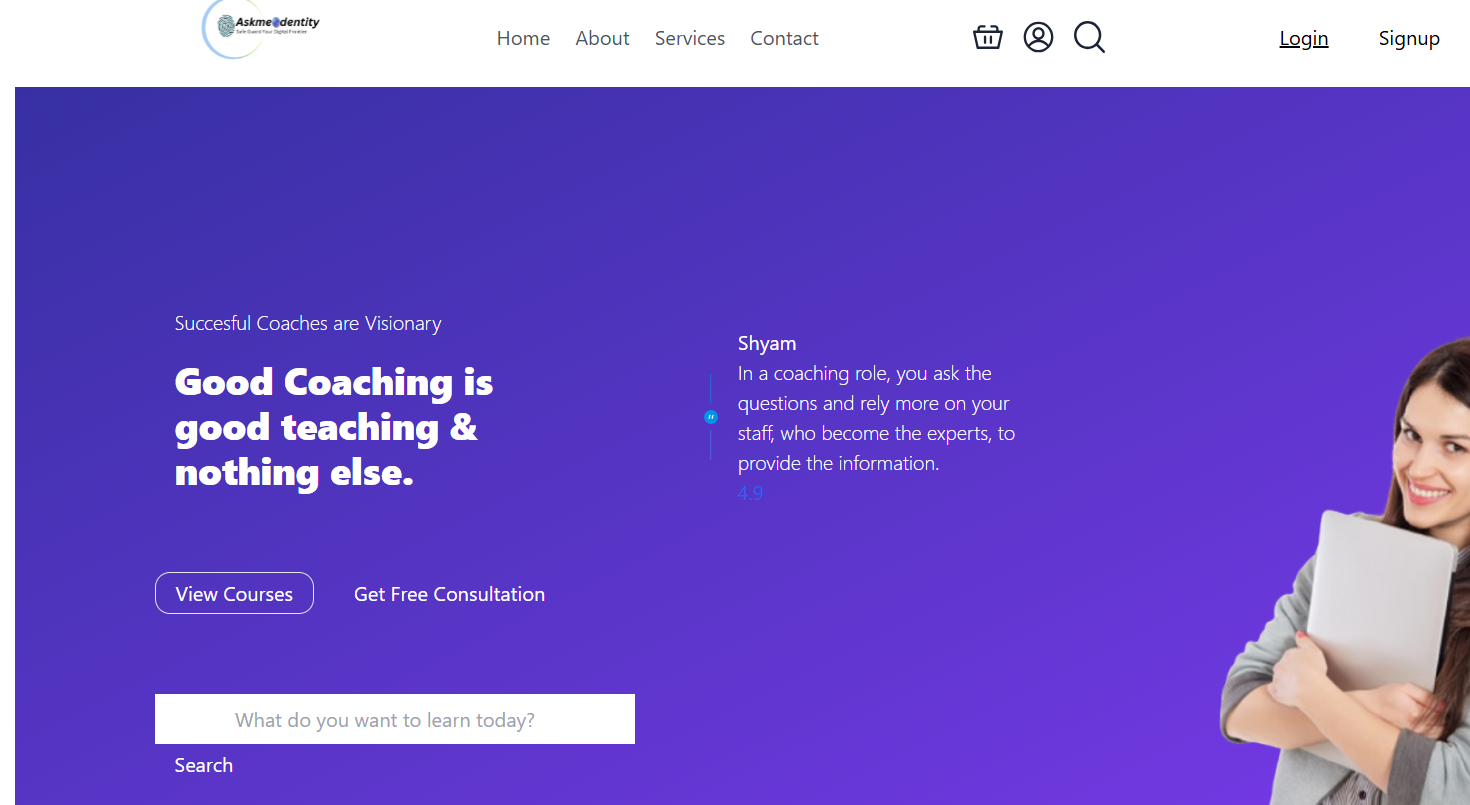 Askme dentity
Safe Guard Your Digital Frontier
Home About Services Contact
Login Signup
Succesful Coaches are Visionary
Good Coaching is
good teaching &
nothing else.
Shyam
In a coaching role, you ask the
questions and rely more on your
staff, who become the experts, to
provide the information.
4.9
View Courses Get Free Consultation
What do you want to learn today?
Search